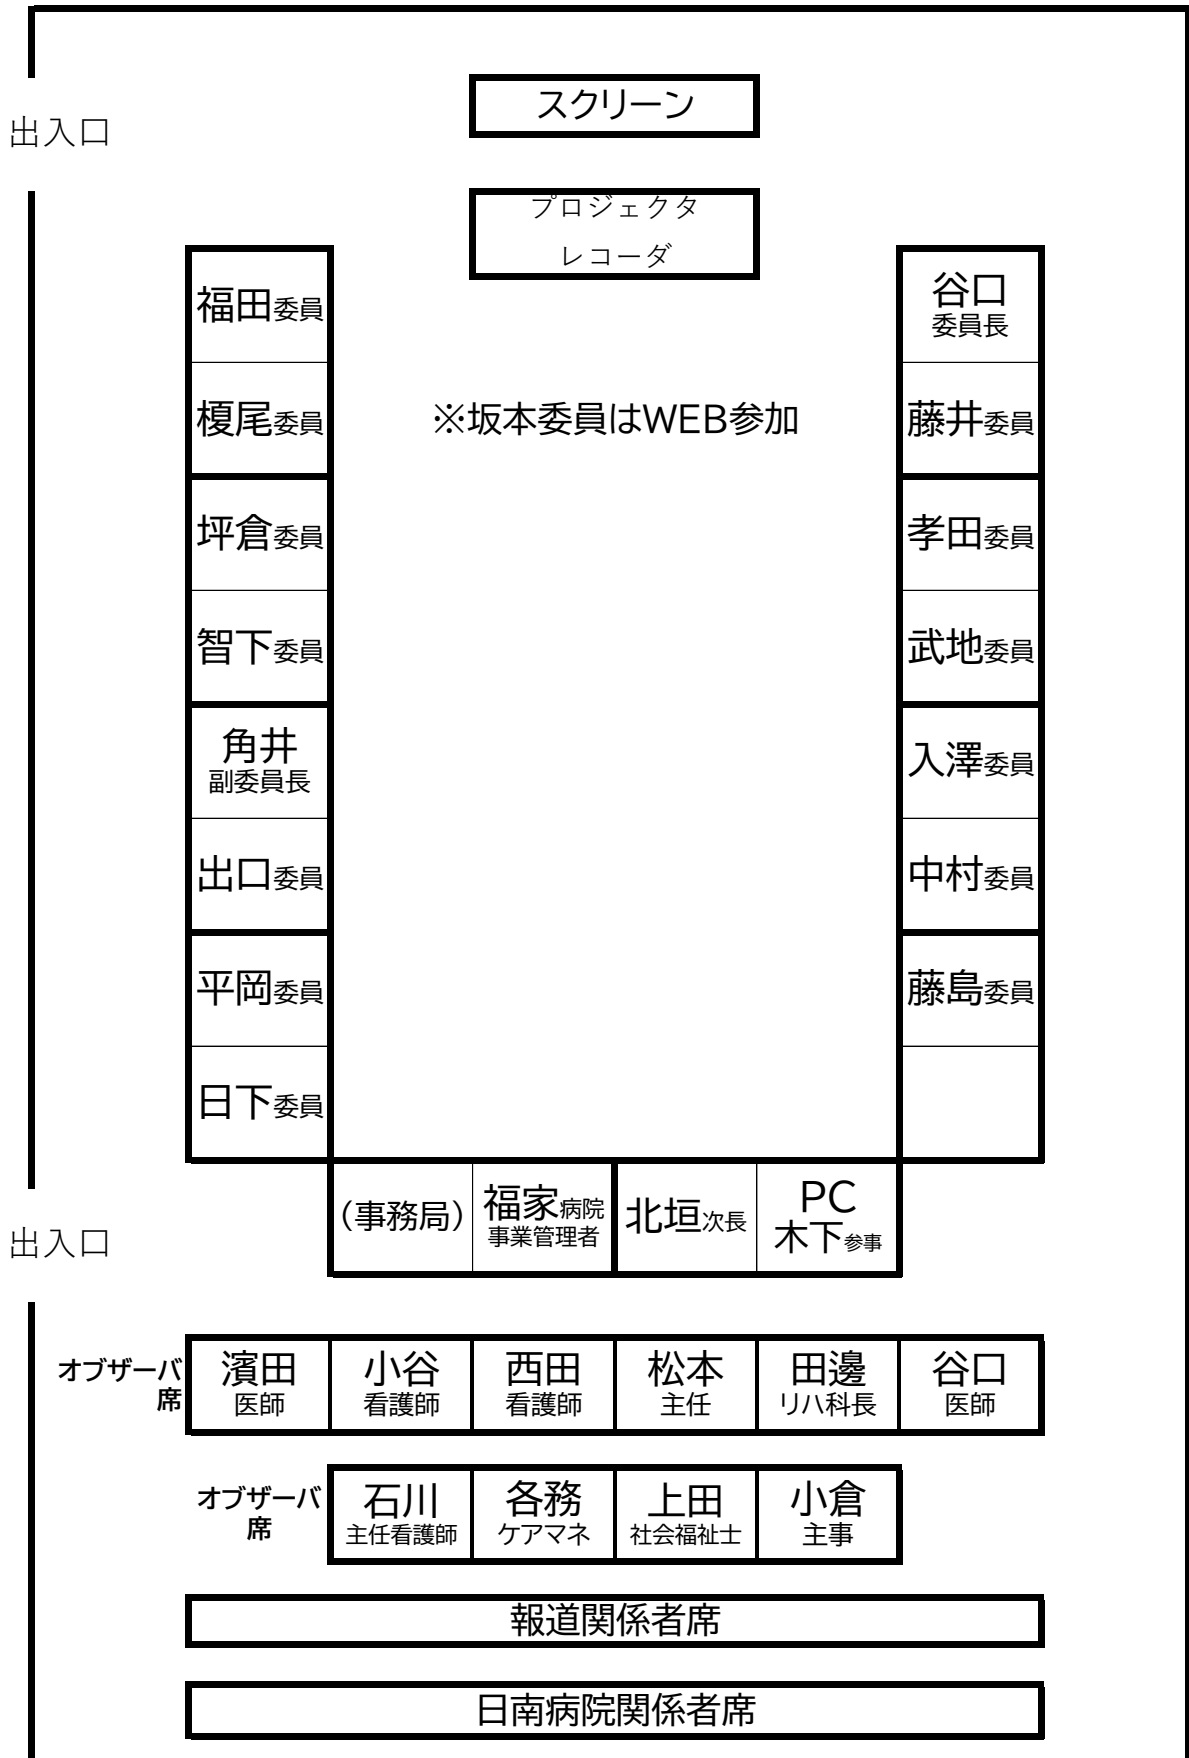 スクリーン
出入口
プロジェクタ
レコーダ
福田委員
谷口
委員長
榎尾委員
※坂本委員はWEB参加
藤井委員
坪倉委員
孝田委員
智下委員
武地委員
角井
副委員長
入澤委員
出口委員
中村委員
平岡委員
藤島委員
日下委員
（事務局）
福家病院
事業管理者
北垣次長
PC
木下参事
出入口
オブザーバ
席
濱田
医師
小谷
看護師
西田
看護師
松本
主任
田邊
リハ科長
谷口
医師
オブザーバ
席
石川
主任看護師
各務
ケアマネ
上田
社会福祉士
小倉
主事
報道関係者席
日南病院関係者席